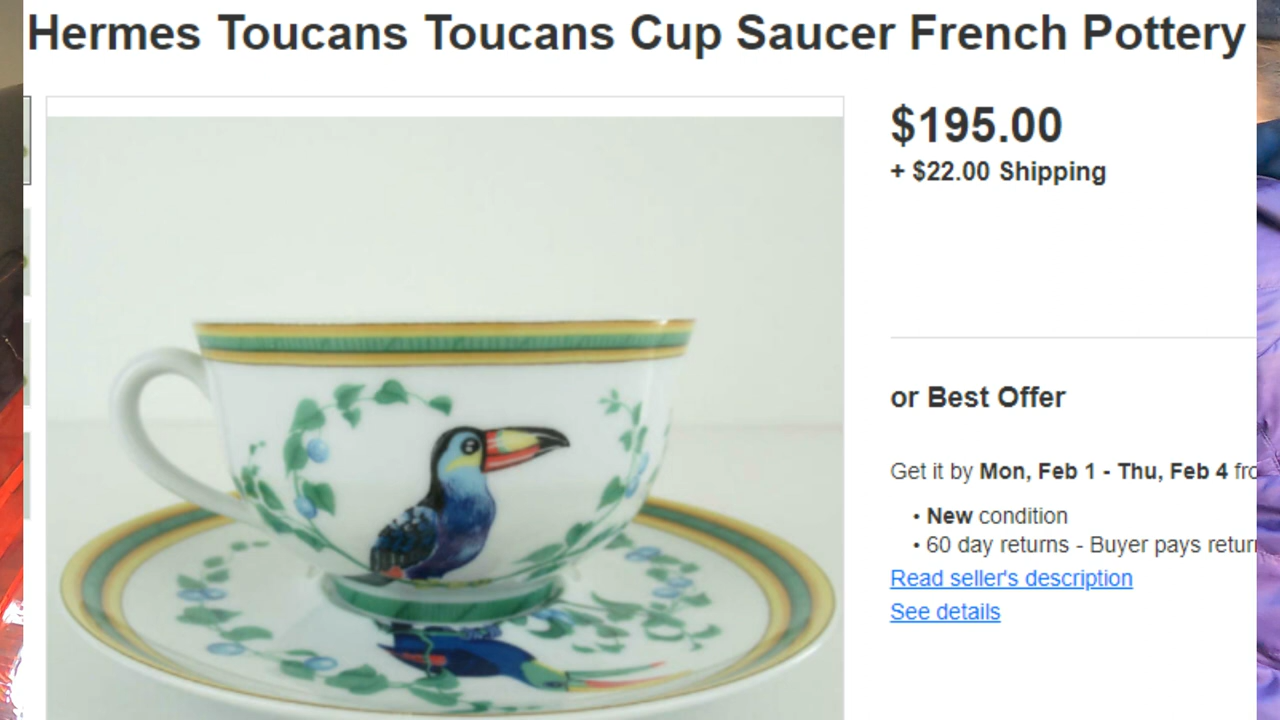 Hermes Toucans Toucans Cup Saucer French Pottery
$195.00
+ $22.00 Shipping
or Best Offer
Get it by Mon, Feb 1 - Thu, Feb 4
• New condition
• 60 day returns - Buyer pays
Read seller's description
See details